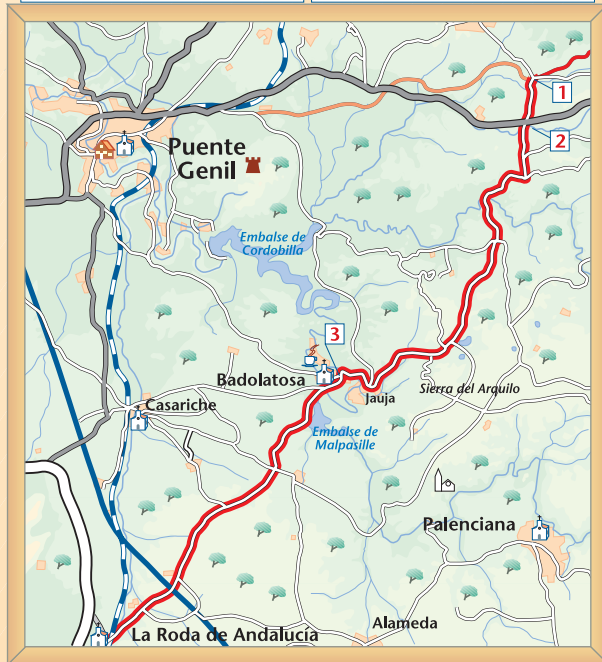 1
2
Puente
Genil
Embalse de
Cordobilla
3
Badolatosa
Jauja
Sierra del Arquilo
Casariche
Embalse de
Malpasille
Palenciana
Alameda
La Roda de Andalucía